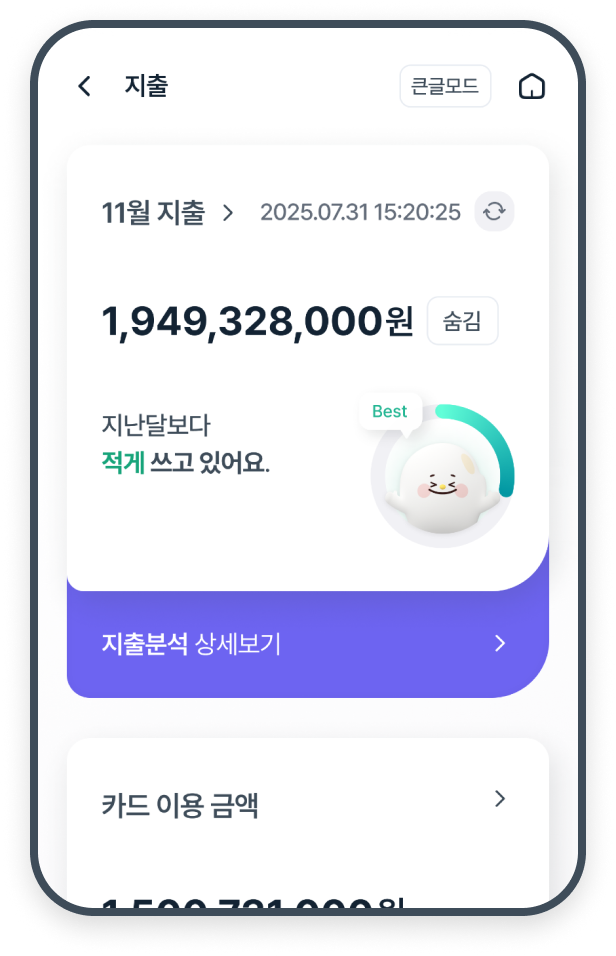 지출
큰글모드
11월 지출
2025.07.31 15:20:25
1,949,328,000원
숨김
지난달보다
적게 쓰고 있어요.
Best
지출분석 상세보기
카드 이용 금액